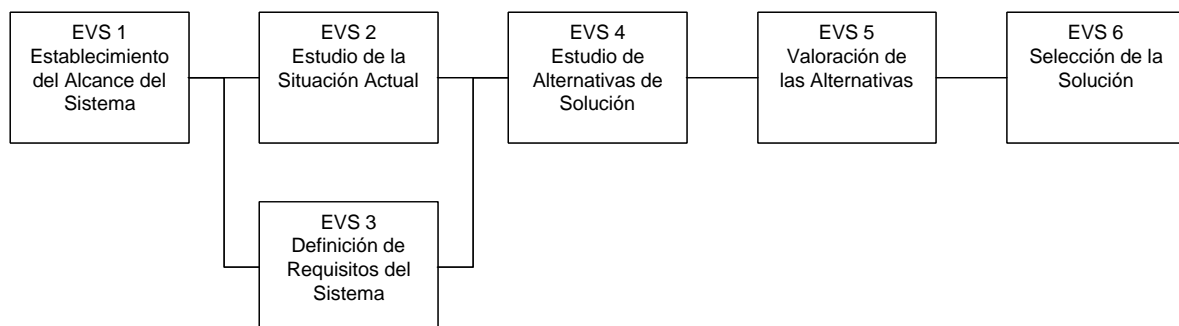 EVS 1
Establecimiento
del Alcance del
Sistema
EVS 2
Estudio de la
Situación Actual
EVS 3
Definición de
Requisitos del
Sistema
EVS 4
Estudio de
Alternativas de
Solución
EVS 5
Valoración de
las Alternativas
EVS 6
Selección de la
Solución